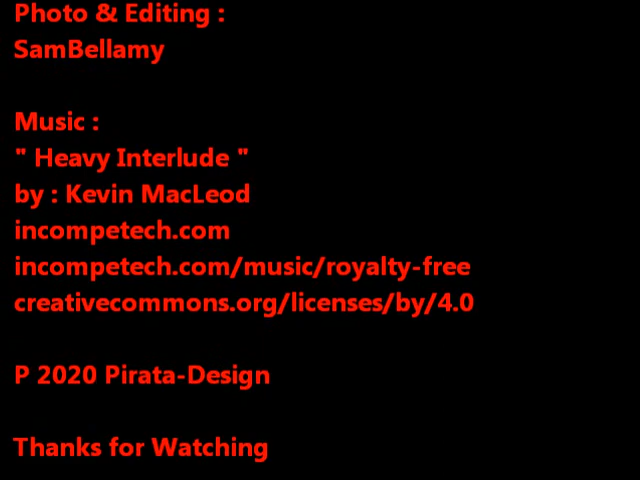 Photo & Editing :
SamBellamy
Music :
" Heavy Interlude "
by : Kevin MacLeod
incompetech.com
incompetech.com/music/royalty-free
creativecommons.org/licenses/by/4.0
P 2020 Pirata-Design
Thanks for Watching